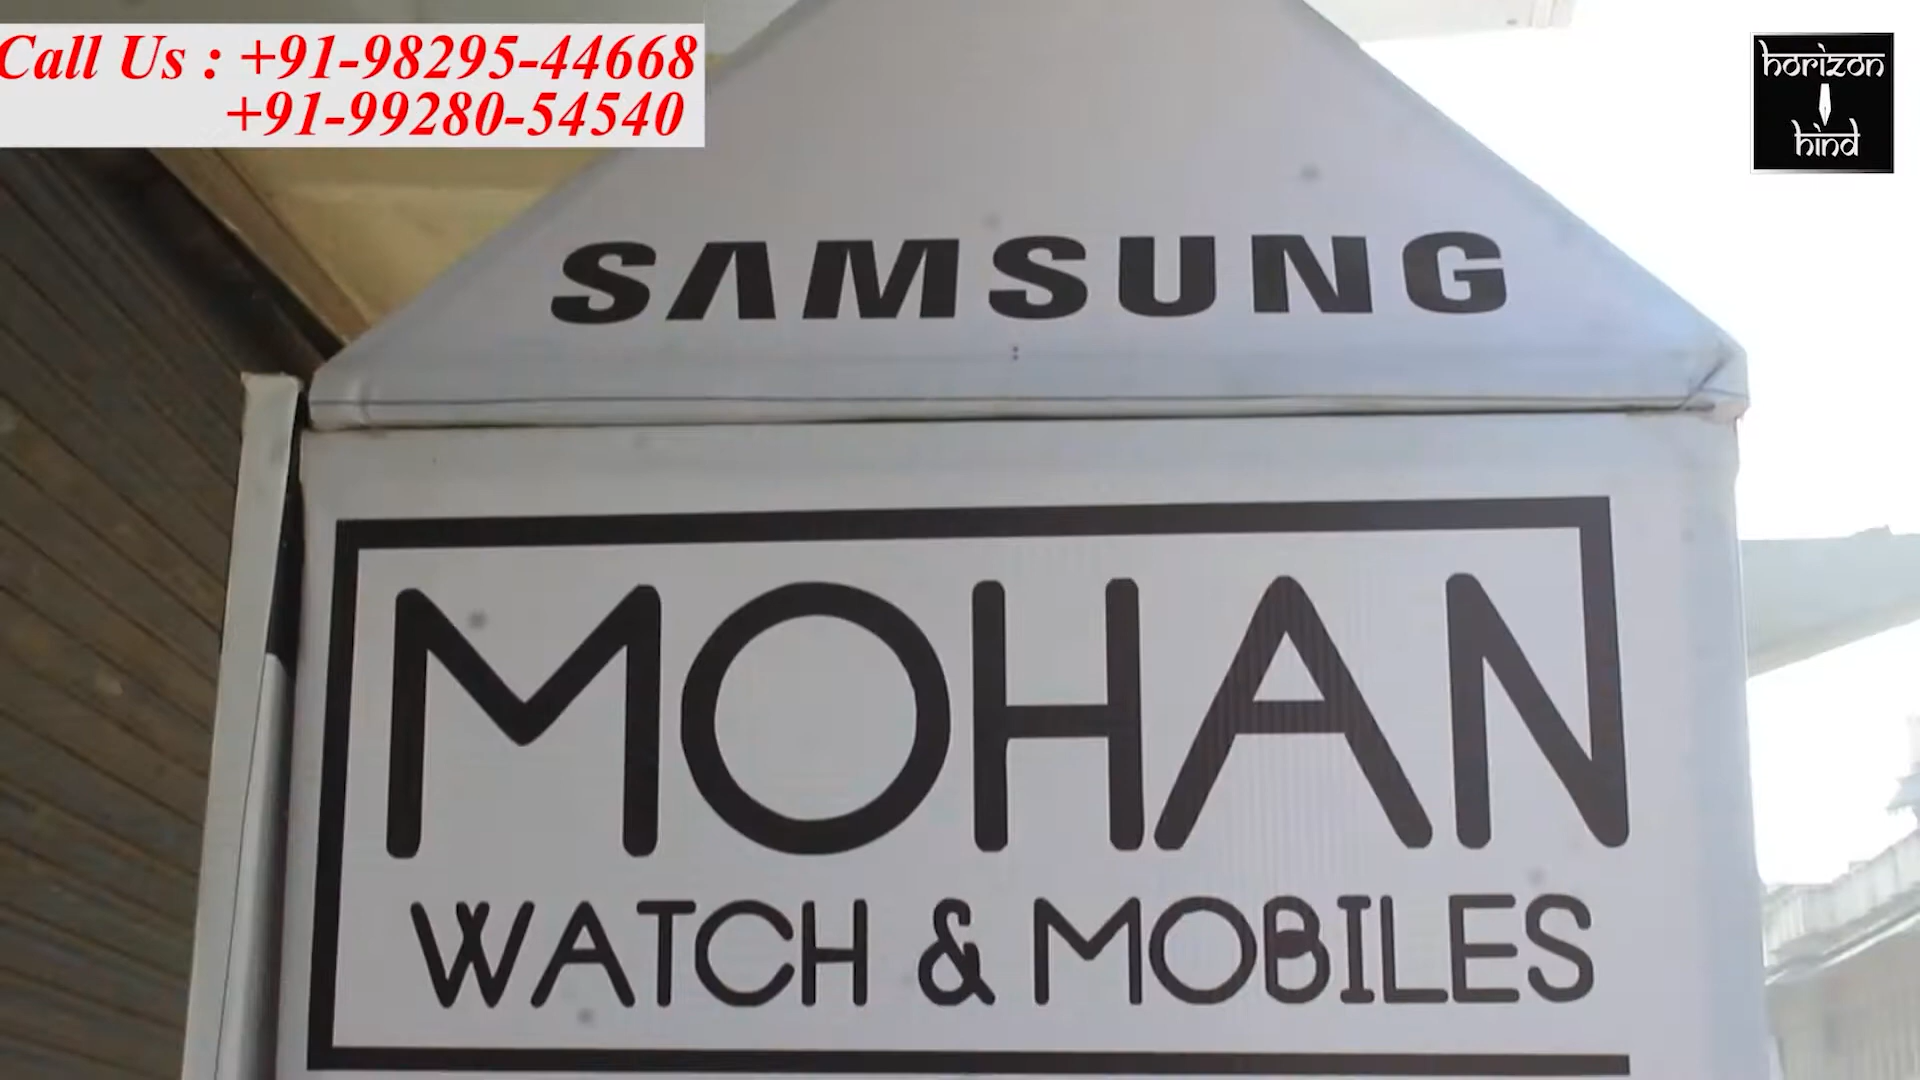 Call Us : +91-98295-44668
+91-99280-54540
horizon
hind
SAMSUNG
MOHAN
WATCH & MOBILES